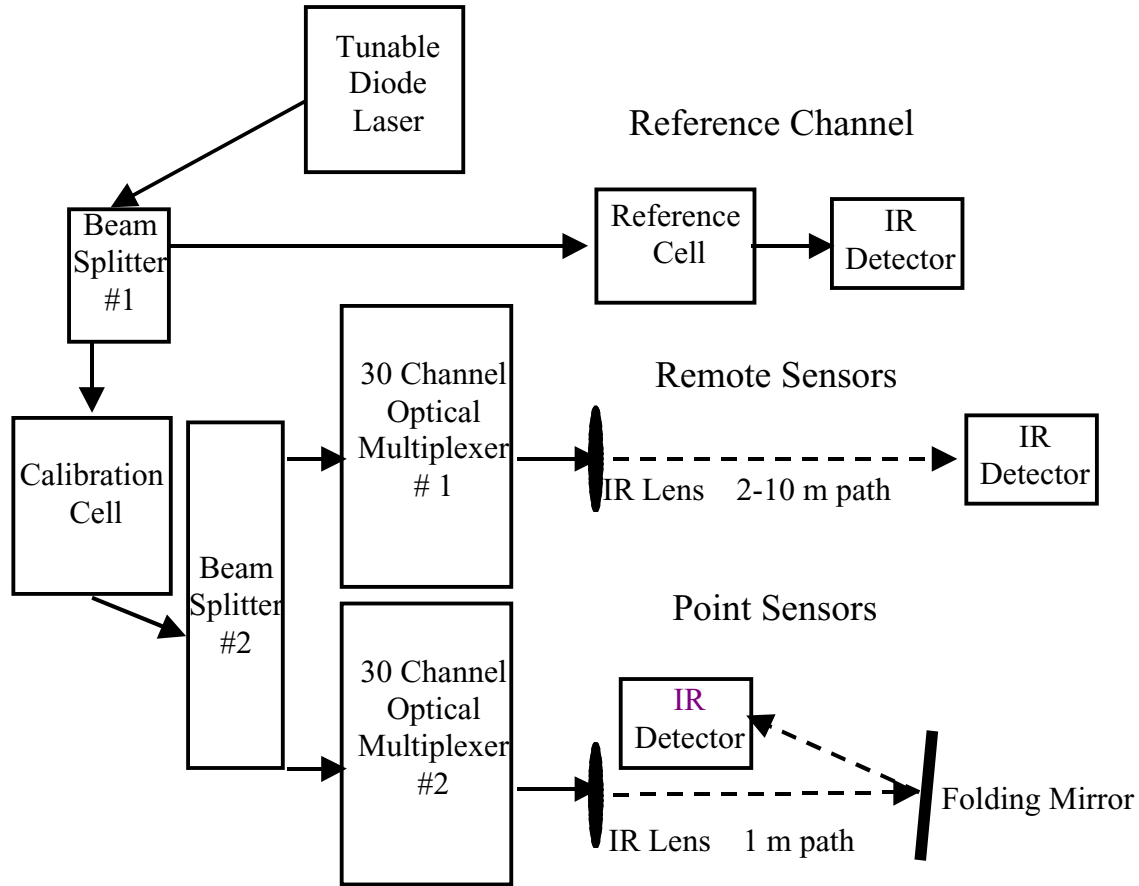 Tunable
Diode
Laser
Reference Channel
Beam
Splitter
#1
Reference
Cell
IR
Detector
30 Channel
Optical
Multiplexer
# 1
Remote Sensors
IR
Detector
IR Lens 2-10 m path
Calibration
Cell
Beam
Splitter
#2
Point Sensors
30 Channel
Optical
Multiplexer
#2
IR
Detector
Folding Mirror
IR Lens 1 m path